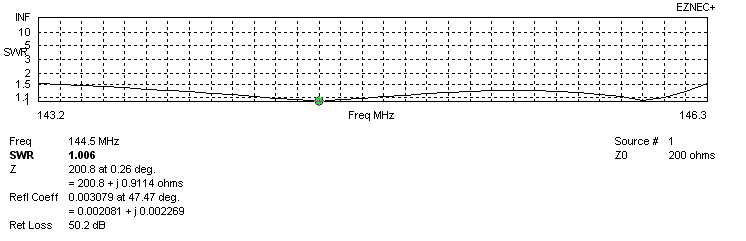 EZNEC+
INF
10
5
SWR
3
2
1.5
1.1
143.2 Freq MHz 146.3
Freq 144.5 MHz Source # 1
SWR 1.006 Z0 200 ohms
Z 200.8 at 0.26 deg.
= 200.8 + j 0.9114 ohms
Refl Coeff 0.003079 at 47.47 deg.
= 0.002081 + j 0.002269
Ret Loss 50.2 dB